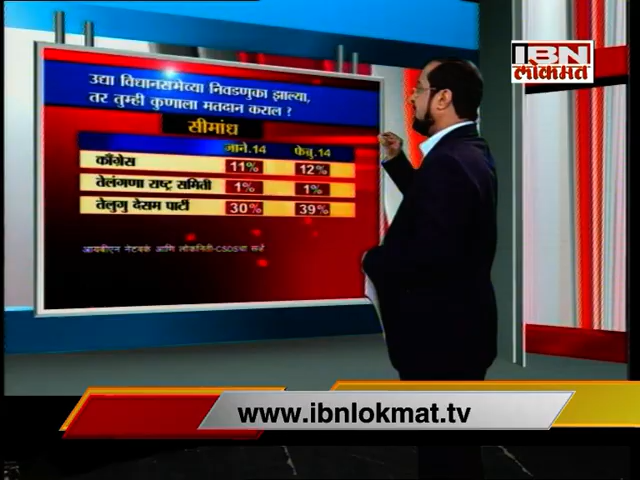 IBN
लोकमत
उद्या विधानसभेच्या निवडणुका झाल्या,
तर तुम्ही कुणाला मतदान कराल ?
सीमांध्र
जाने.14 फेब्रु.14
काँग्रेस 11% 12%
तेलंगणा राष्ट्र समिती 1% 1%
तेलुगु देसम पार्टी 30% 39%
आयबीएन नेटवर्क आणि लोकनिती-CSDSचा सर्व्हे
www.ibnlokmat.tv